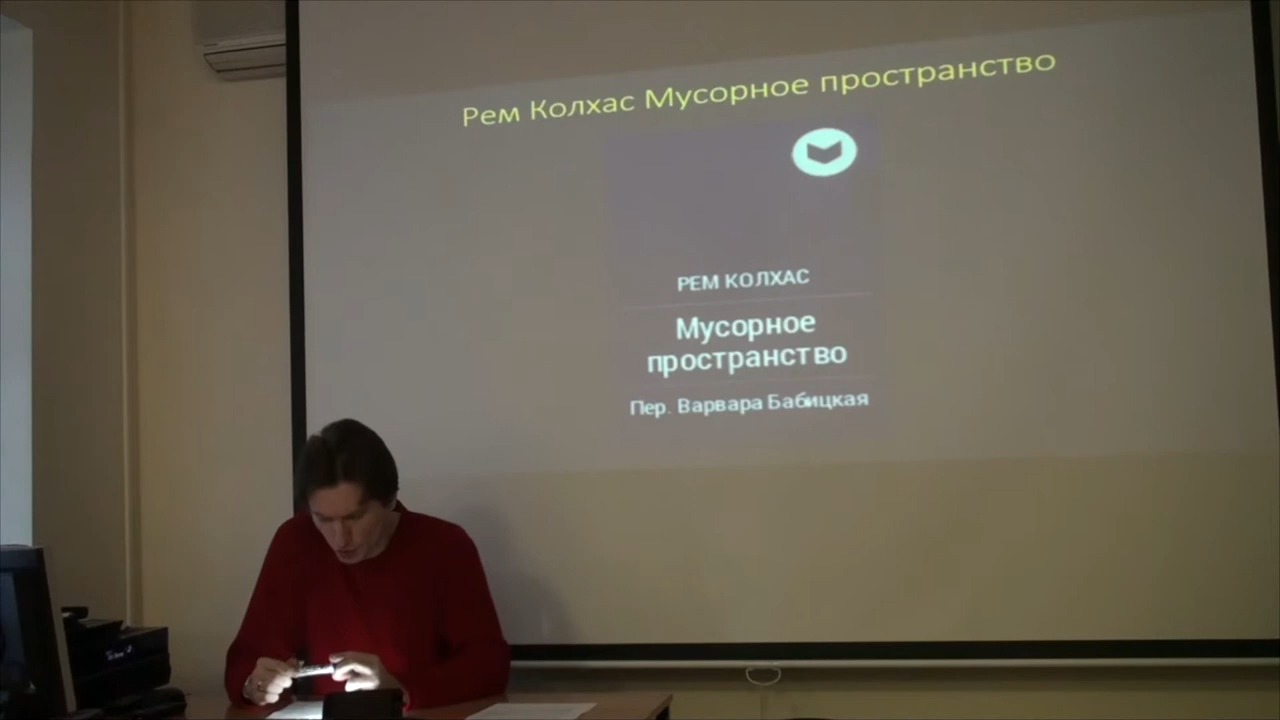 Рем Колхас Мусорное пространство
РЕМ КОЛХАС
Мусорное
пространство
Пер. Варвара Бабицкая